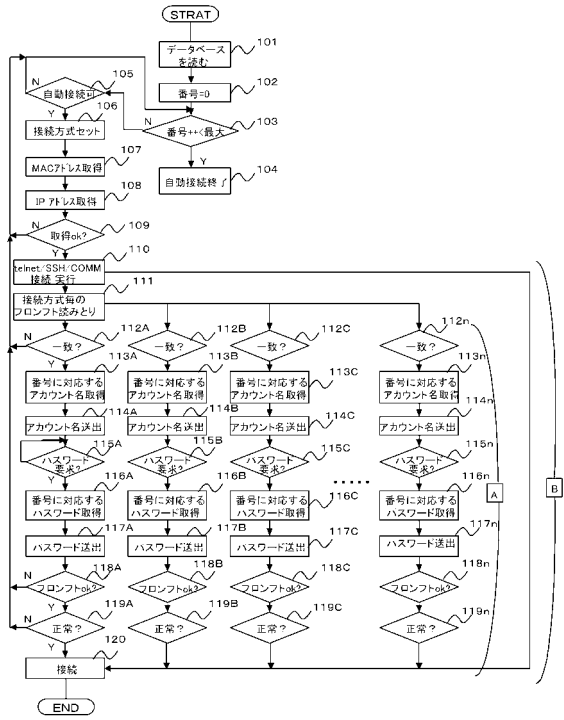 STRAT
データベース
を読む
101
番号=0
102
N
自動接続可
105
Y
106
接続方式セット
N
番号++<最大
103
Y
107
MACアドレス取得
104
自動接続終了
108
IP アドレス取得
109
N
取得ok?
Y
110
telnet/SSH/COMM
接続 実行
111
接続方式毎の
フロンフト読みとり
N
一致?
112A
一致?
112B
一致?
112C
一致?
112n
Y
113A
113B
113C
113n
番号に対応する
アカウント名取得
番号に対応する
アカウント名取得
番号に対応する
アカウント名取得
番号に対応する
アカウント名取得
114A
114B
114C
114n
アカウント名送出
アカウント名送出
アカウント名送出
アカウント名送出
115A
115B
115C
115n
パスワード
要求?
パスワード
要求?
パスワード
要求?
パスワード
要求?
Y
116A
116B
116C
116n
・・・・・
A
B
番号に対応する
パスワード取得
番号に対応する
パスワード取得
番号に対応する
パスワード取得
番号に対応する
パスワード取得
117A
117B
117C
117n
パスワード送出
パスワード送出
パスワード送出
パスワード送出
118A
118B
118C
118n
N
フロンフトok?
フロンフトok?
フロンフトok?
フロンフトok?
Y
119A
119B
119C
119n
N
正常?
正常?
正常?
正常?
Y
120
接続
END